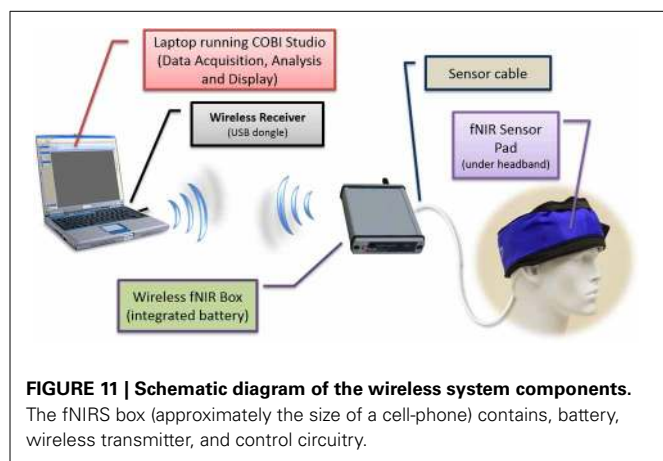 Laptop running COBI Studio
(Data Acquisition, Analysis
and Display)
Wireless Receiver
(USB dongle)
Sensor cable
fNIR Sensor
Pad
(under headband)
Wireless fNIR Box
(integrated battery)
FIGURE 11 | Schematic diagram of the wireless system components.
The fNIRS box (approximately the size of a cell-phone) contains, battery,
wireless transmitter, and control circuitry.